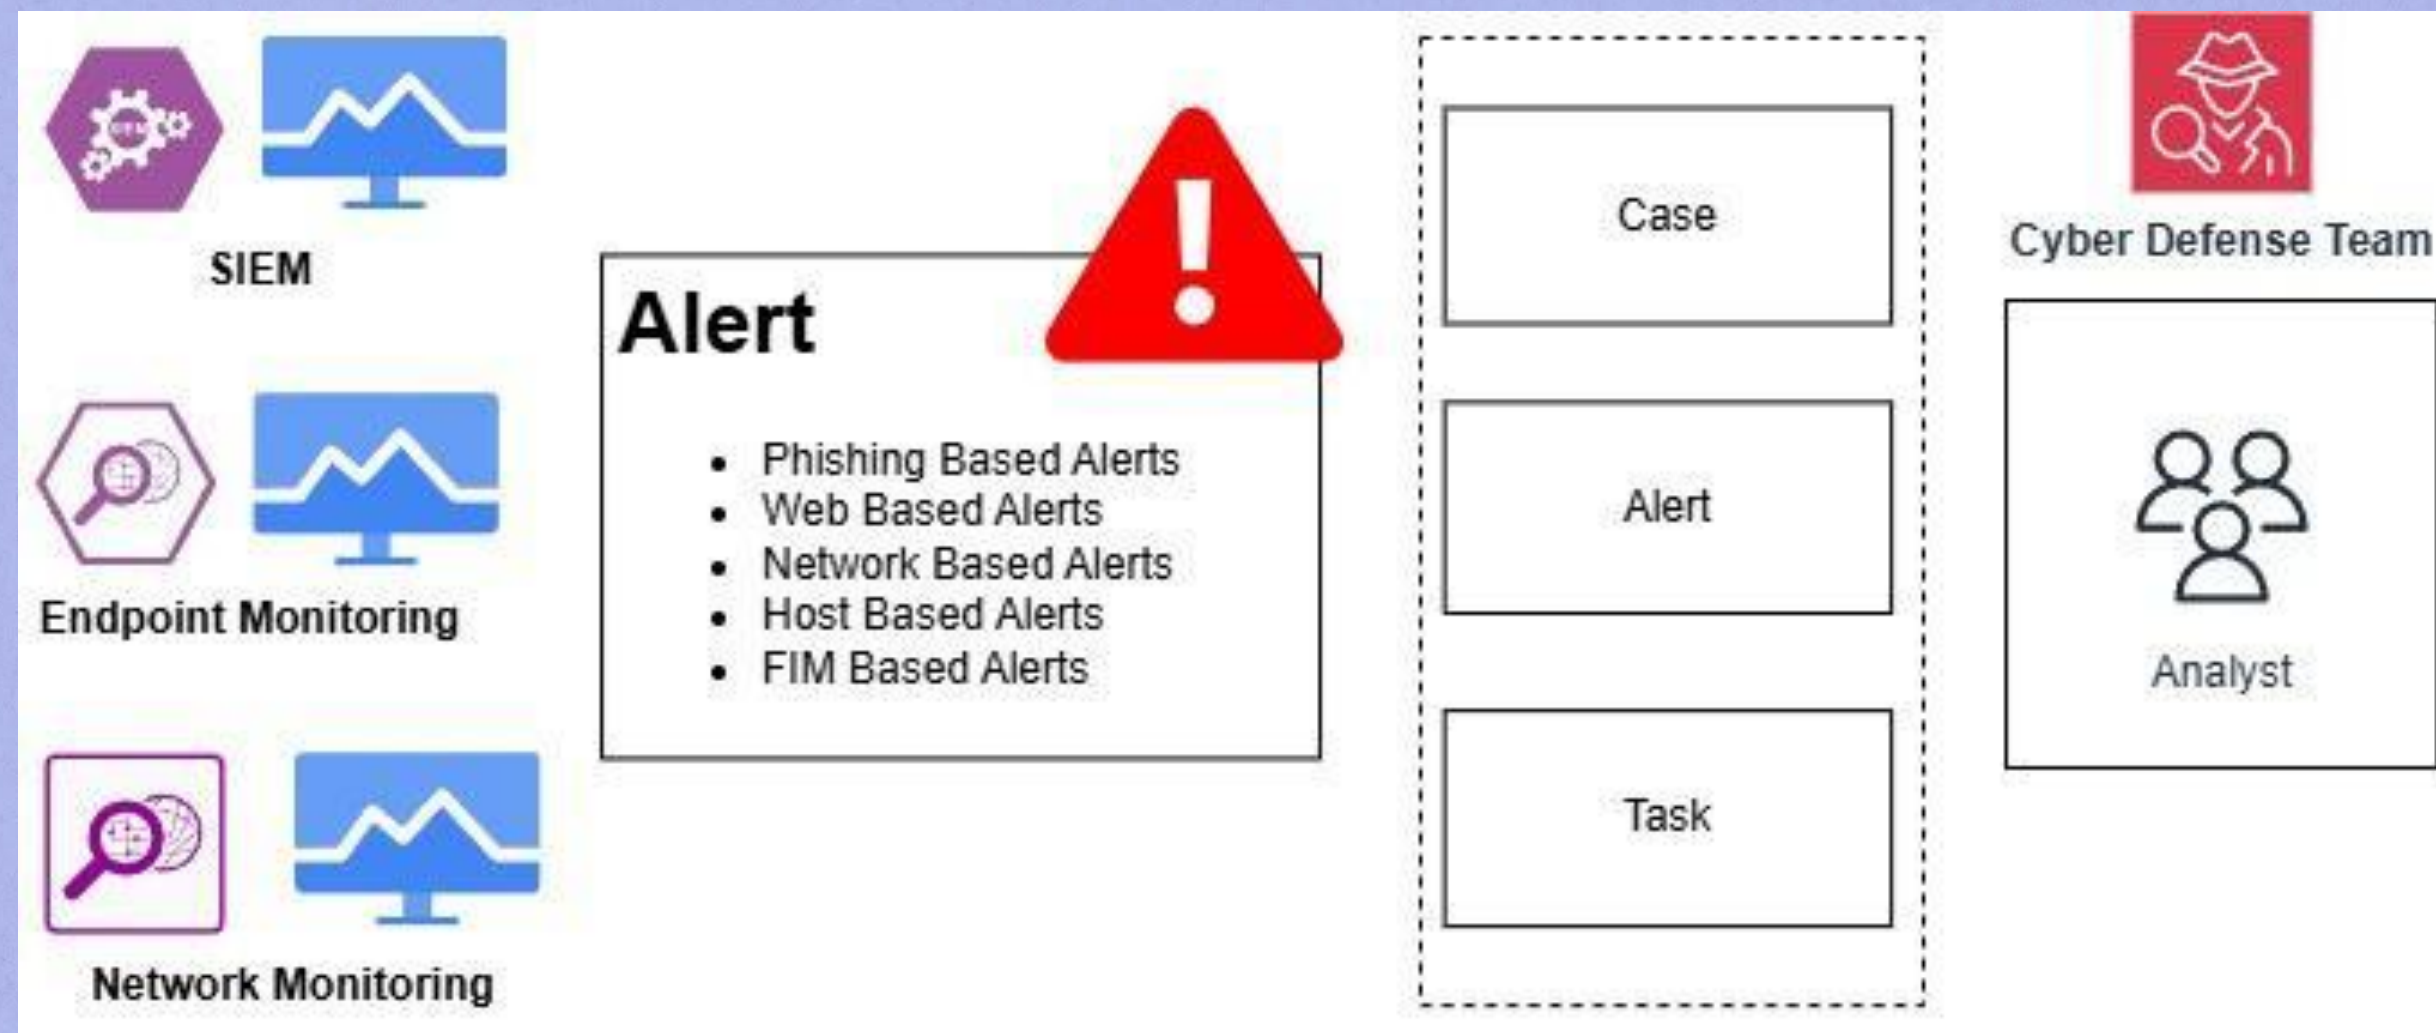 SIEM
Endpoint Monitoring
Network Monitoring
Alert
• Phishing Based Alerts
• Web Based Alerts
• Network Based Alerts
• Host Based Alerts
• FIM Based Alerts
Case
Alert
Task
Cyber Defense Team
Analyst